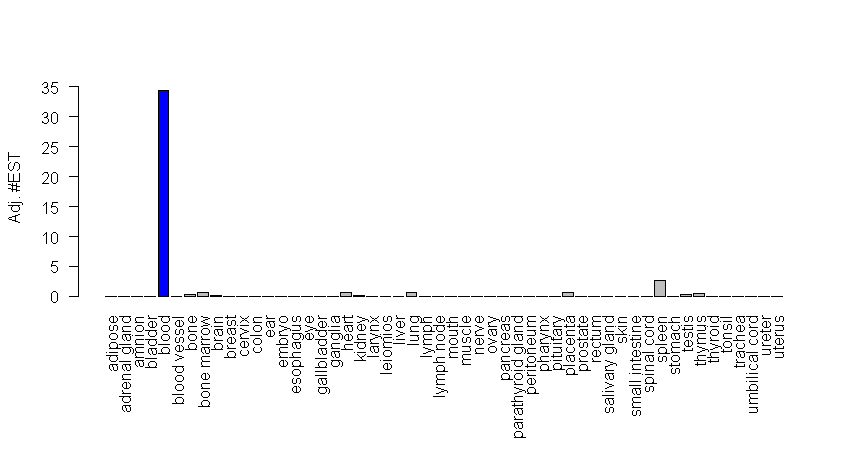 Adj. #EST
35
30
25
20
15
10
5
0
adipose
adrenal gland
amnion
bladder
blood
blood vessel
bone
bone marrow
brain
breast
cervix
colon
ear
embryo
esophagus
eye
gallbladder
ganglia
heart
kidney
larynx
leiomios
liver
lung
lymph
lymph node
mouth
muscle
nerve
ovary
pancreas
parathyroid gland
peritoneum
pharynx
pituitary
placenta
prostate
rectum
salivary gland
skin
small intestine
spinal cord
spleen
stomach
testis
thymus
thyroid
tonsil
trachea
umbilical cord
ureter
uterus